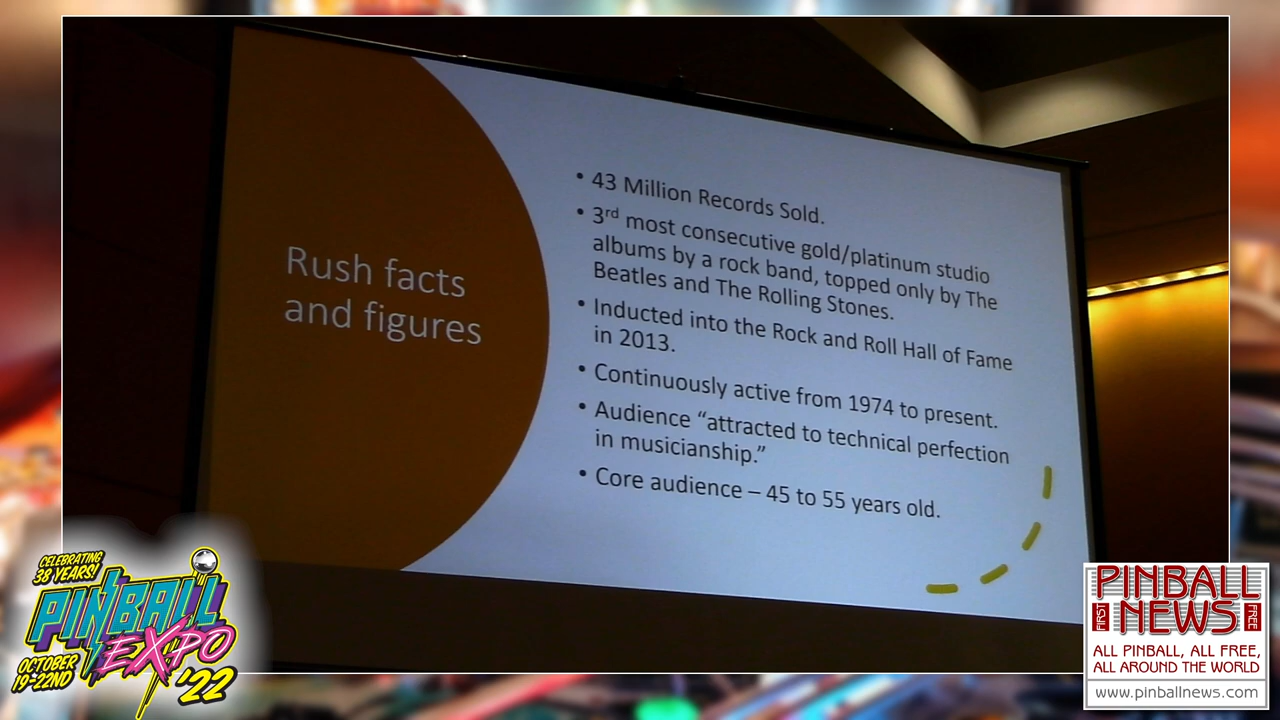 Rush facts
and figures
• 43 Million Records Sold.
• 3rd most consecutive gold/platinum studio
albums by a rock band, topped only by The
Beatles and The Rolling Stones.
• Inducted into the Rock and Roll Hall of Fame
in 2013.
• Continuously active from 1974 to present.
• Audience “attracted to technical perfection
in musicianship.”
• Core audience – 45 to 55 years old.
CELEBRATING
38 YEARS!
PINBALL
EXPO
OCTOBER
19-22ND
'22
PINBALL
FIRST NEWS FREE
ALL PINBALL, ALL FREE,
ALL AROUND THE WORLD
www.pinballnews.com